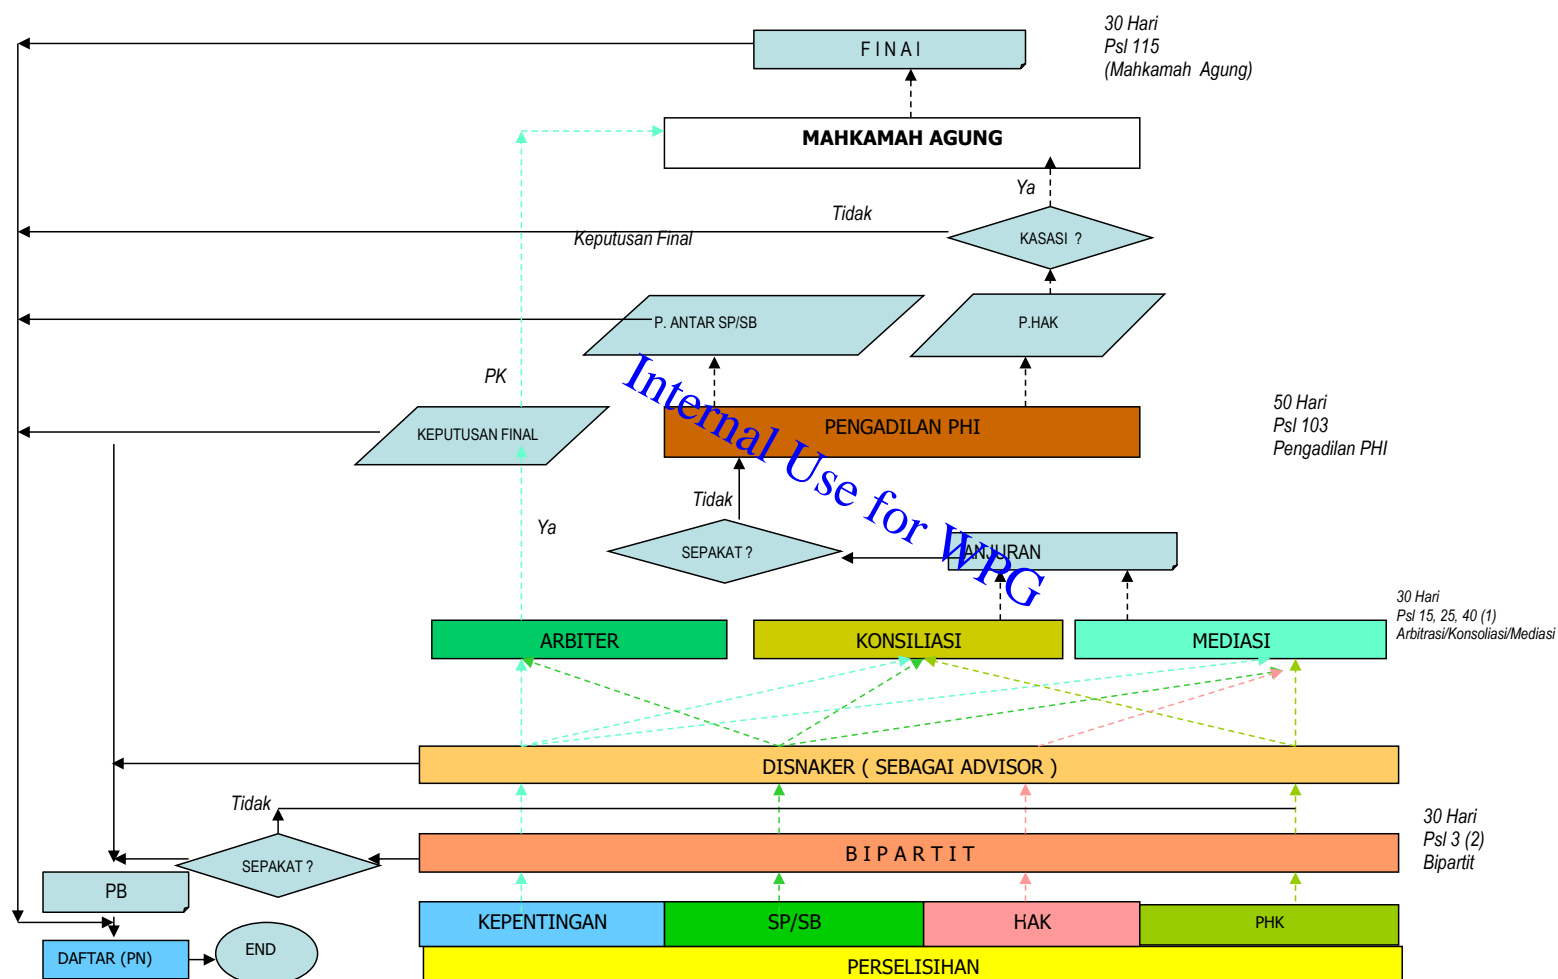 30 Hari
Psl 115
(Mahkamah Agung)
F I N A l
MAHKAMAH AGUNG
Ya
Tidak
Keputusan Final
KASASI ?
P. ANTAR SP/SB
P.HAK
PK
KEPUTUSAN FINAL
PENGADILAN PHI
50 Hari
Psl 103
Pengadilan PHI
Internal Use for WPG
Tidak
Ya
SEPAKAT ?
ANJURAN
30 Hari
Psl 15, 25, 40 (1)
Arbitrasi/Konsoliasi/Mediasi
ARBITER
KONSILIASI
MEDIASI
DISNAKER ( SEBAGAI ADVISOR )
Tidak
30 Hari
Psl 3 (2)
Bipartit
SEPAKAT ?
B I P A R T I T
PB
KEPENTINGAN
SP/SB
HAK
PHK
DAFTAR (PN)
END
PERSELISIHAN